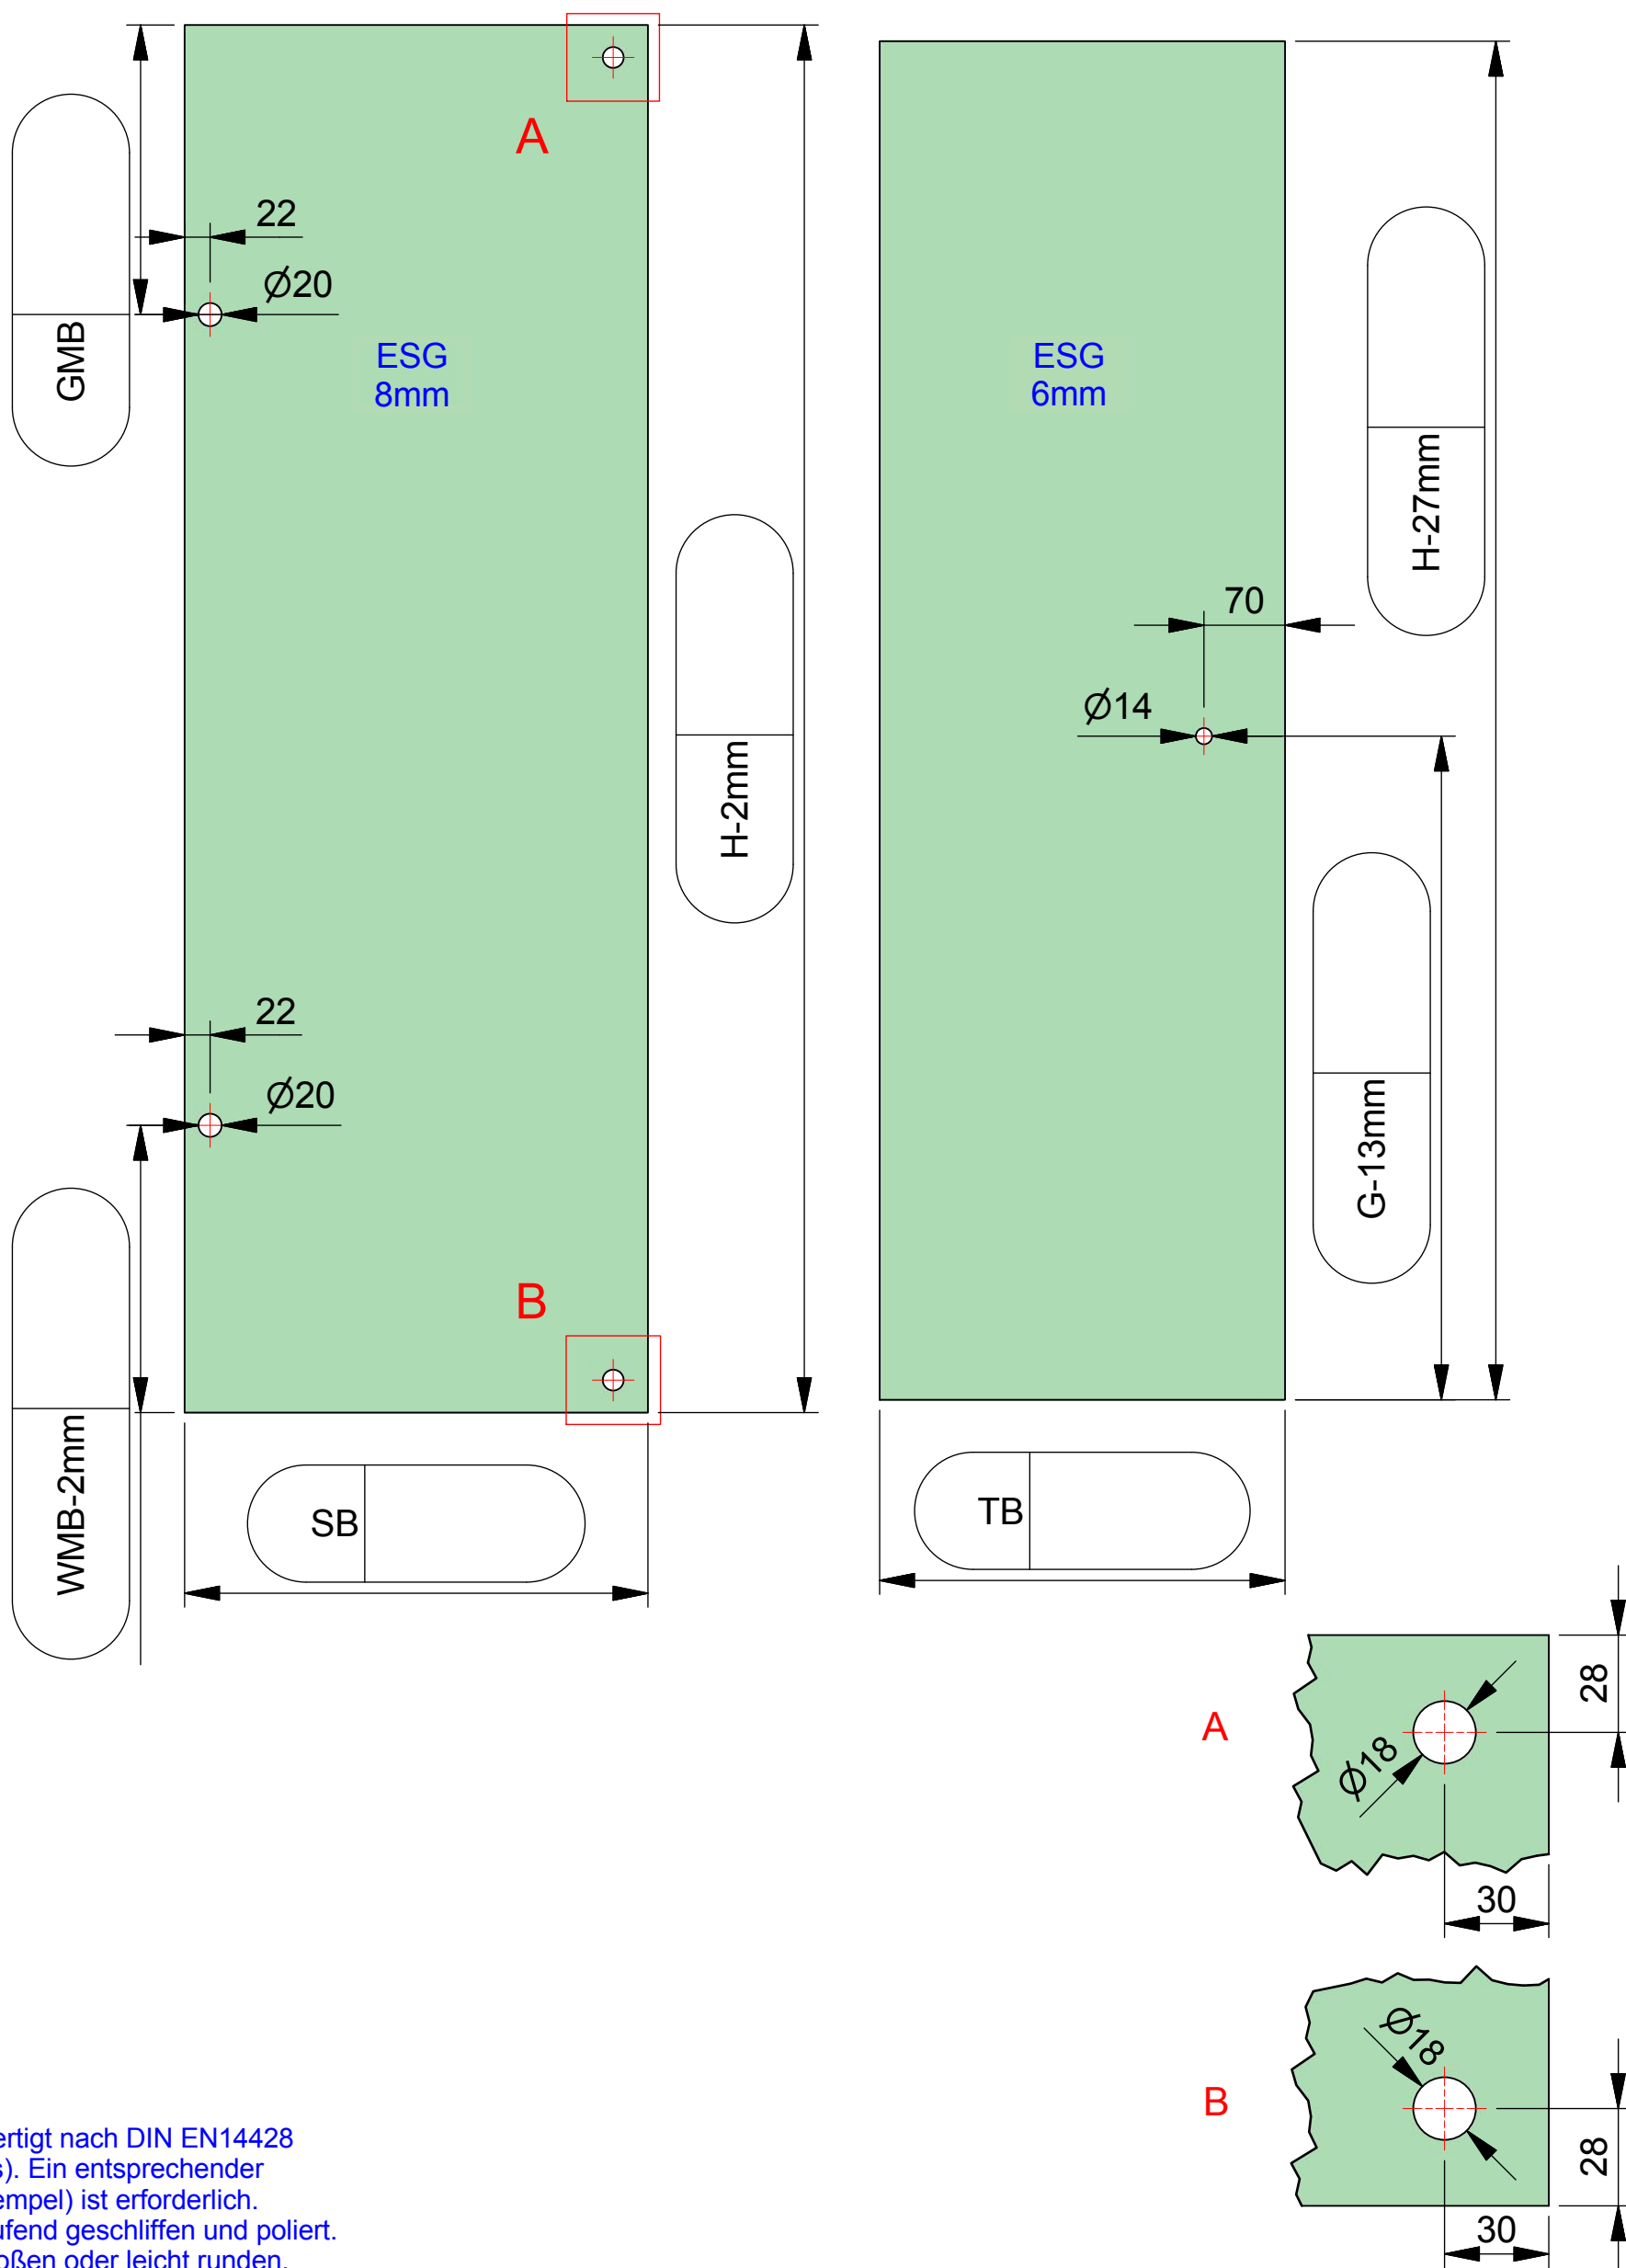 A
22
Ø20
GMB
ESG
8mm
ESG
6mm
H-27mm
70
Ø14
H-2mm
22
Ø20
G-13mm
B
WMB-2mm
SB
TB
A
28
Ø18
30
B
Ø18
28
30
ertigt nach DIN EN14428
s). Ein entsprechender
empel) ist erforderlich.
ufend geschliffen und poliert.
oßen oder leicht runden.